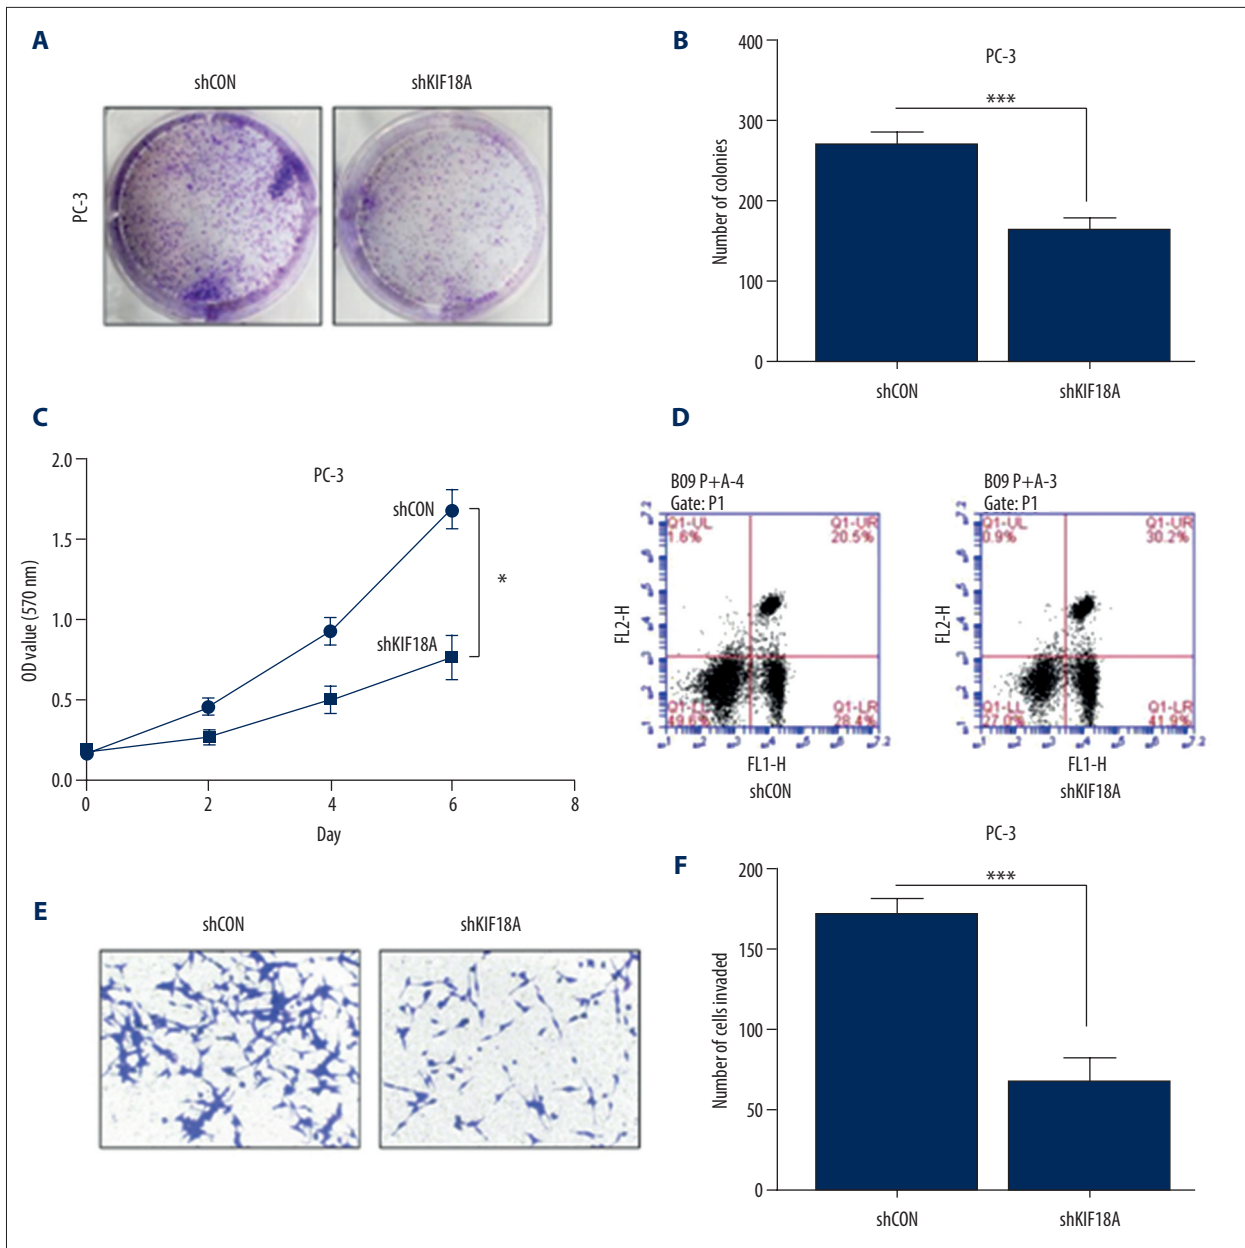 A
shCON
shKIF18A
PC-3
B
PC-3
***
400
300
200
100
0
Number of colonies
shCON
shKIF18A
C
PC-3
2.0
1.5
1.0
0.5
0.0
OD value (570 nm)
shCON
shKIF18A
*
0
2
4
6
8
Day
D
B09 P+A-4
Gate: P1
Q1-UL
1.6%
Q1-UR
20.5%
Q1-LL
49.6%
Q1-LR
28.4%
FL2-H
FL1-H
shCON
B09 P+A-3
Gate: P1
Q1-UL
0.9%
Q1-UR
30.2%
Q1-LL
27.0%
Q1-LR
41.9%
FL2-H
FL1-H
shKIF18A
E
shCON
shKIF18A
F
PC-3
***
200
150
100
50
0
Number of cells invaded
shCON
shKIF18A